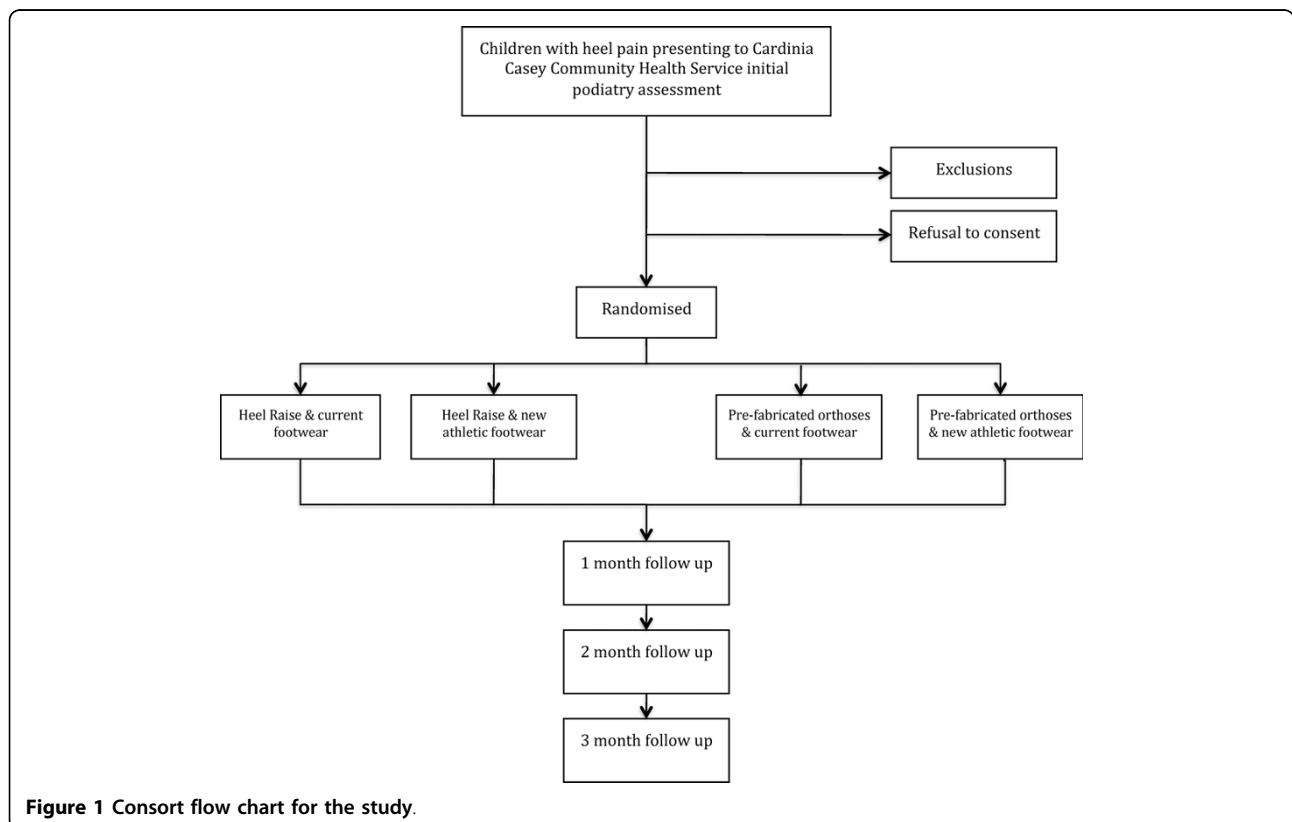 Children with heel pain presenting to Cardinia
Casey Community Health Service initial
podiatry assessment
Exclusions
Refusal to consent
Randomised
Heel Raise & current
footwear
Heel Raise & new
athletic footwear
Pre-fabricated orthoses
& current footwear
Pre-fabricated orthoses
& new athletic footwear
1 month follow up
2 month follow up
3 month follow up
Figure 1 Consort flow chart for the study.